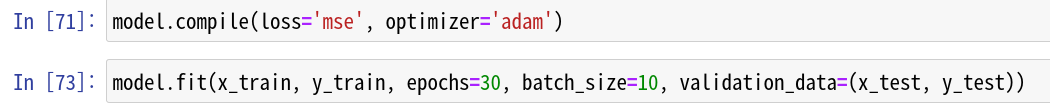 In [71]: model.compile(loss='mse', optimizer='adam')
In [73]: model.fit(x_train, y_train, epochs=30, batch_size=10, validation_data=(x_test, y_test))